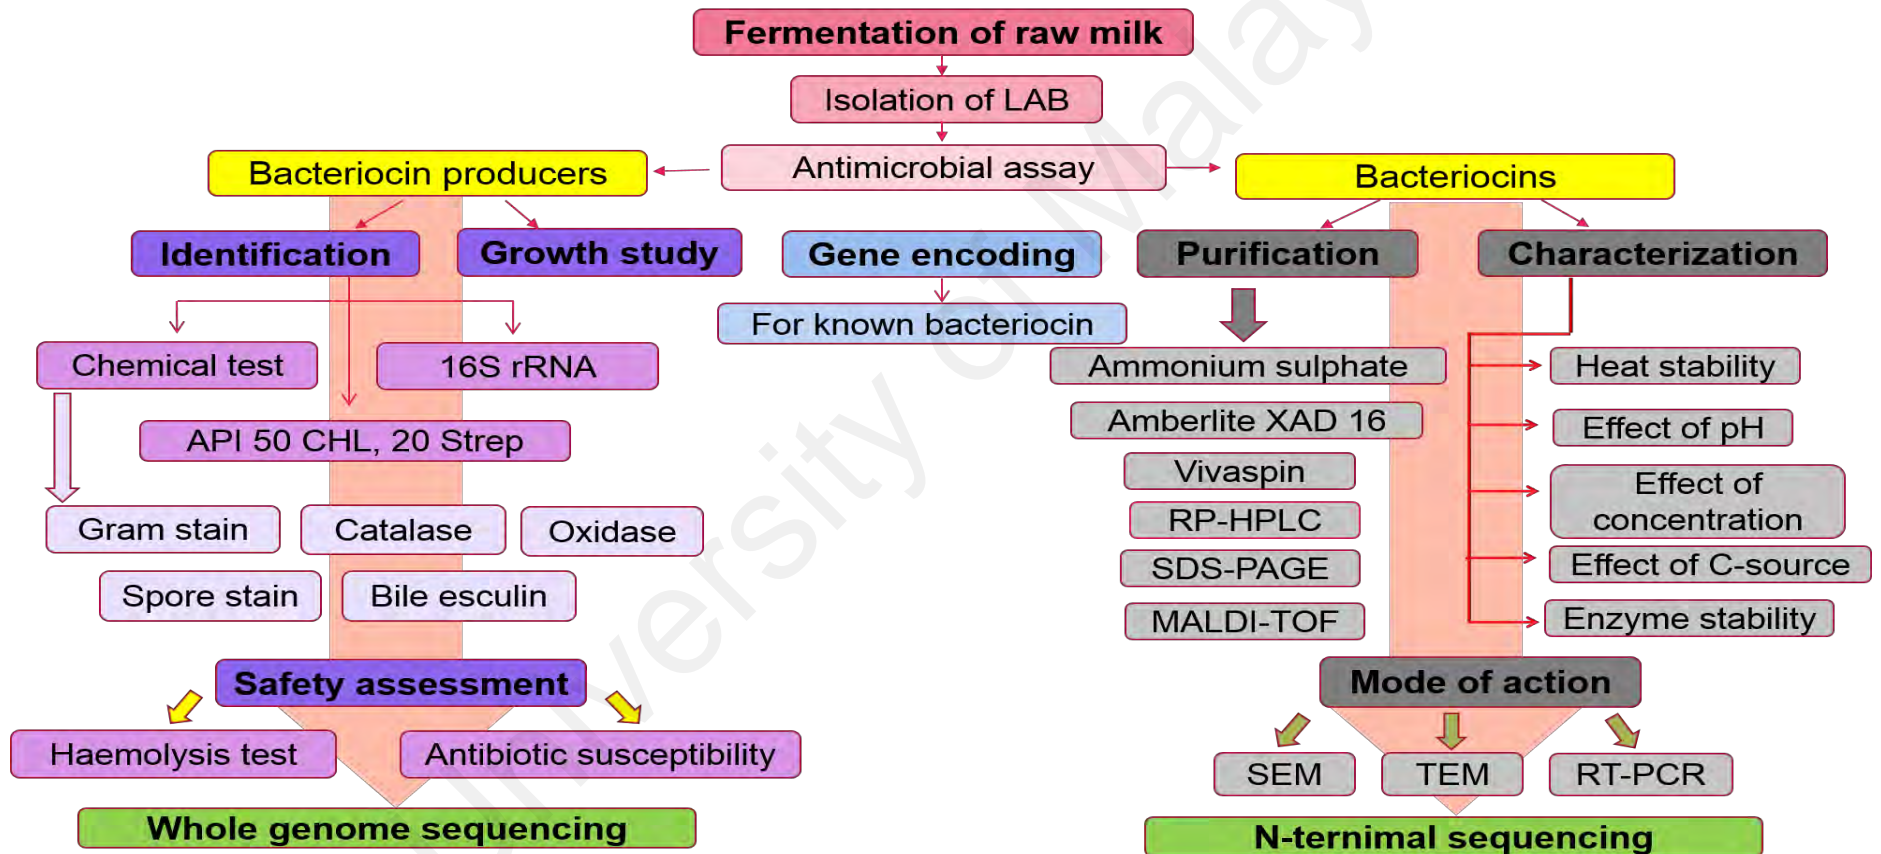 Fermentation of raw milk
Isolation of LAB
Antimicrobial assay
Bacteriocin producers
Bacteriocins
Identification
Growth study
Gene encoding
For known bacteriocin
Purification
Characterization
Chemical test
16S rRNA
API 50 CHL, 20 Strep
Gram stain
Catalase
Oxidase
Spore stain
Bile esculin
Safety assessment
Haemolysis test
Antibiotic susceptibility
Whole genome sequencing
Ammonium sulphate
Amberlite XAD 16
Vivaspin
RP-HPLC
SDS-PAGE
MALDI-TOF
Heat stability
Effect of pH
Effect of
concentration
Effect of C-source
Enzyme stability
Mode of action
SEM
TEM
RT-PCR
N-ternimal sequencing
University of Malay